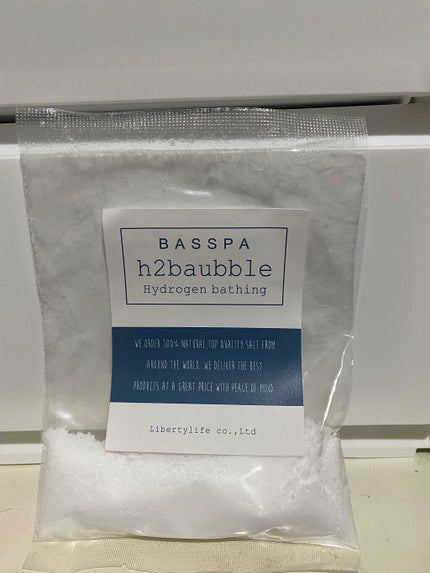 BASSPA
h2baubble
Hydrogen bathing
WE ORDER 100% NATURAL TOP QUALITY SALT FROM
AROUND THE WORLD. WE DELIVER THE BEST
PRODUCTS AT A GREAT PRICE WITH PEACE OF MIND.
Libertylife co.,Ltd